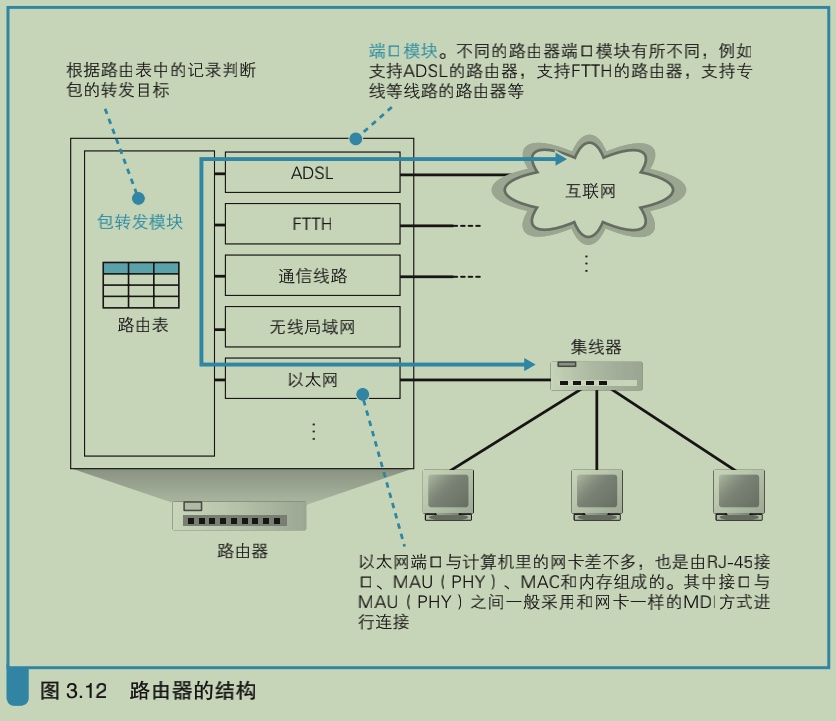 端口模块。不同的路由器端口模块有所不同，例如
支持ADSL的路由器，支持FTTH的路由器，支持专
线等线路的路由器等
根据路由表中的记录判断
包的转发目标
ADSL
互联网
包转发模块
FTTH
通信线路
路由表
无线局域网
集线器
以太网
路由器
以太网端口与计算机里的网卡差不多，也是由RJ-45接
口、MAU（PHY）、MAC和内存组成的。其中接口与
MAU（PHY）之间一般采用和网卡一样的MDI方式进
行连接
图 3.12 路由器的结构